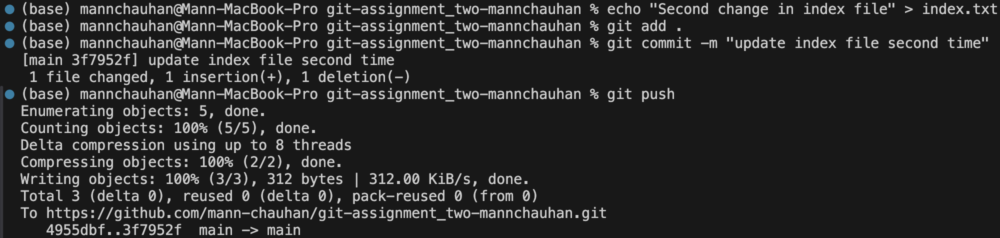 (base) mannchauhan@Mann-MacBook-Pro git-assignment_two-mannchauhan % echo "Second change in index file" > index.txt
(base) mannchauhan@Mann-MacBook-Pro git-assignment_two-mannchauhan % git add .
(base) mannchauhan@Mann-MacBook-Pro git-assignment_two-mannchauhan % git commit -m "update index file second time"
[main 3f7952f] update index file second time
 1 file changed, 1 insertion(+), 1 deletion(-)
(base) mannchauhan@Mann-MacBook-Pro git-assignment_two-mannchauhan % git push
Enumerating objects: 5, done.
Counting objects: 100% (5/5), done.
Delta compression using up to 8 threads
Compressing objects: 100% (2/2), done.
Writing objects: 100% (3/3), 312 bytes | 312.00 KiB/s, done.
Total 3 (delta 0), reused 0 (delta 0), pack-reused 0 (from 0)
To https://github.com/mann-chauhan/git-assignment_two-mannchauhan.git
   4955dbf..3f7952f  main -> main